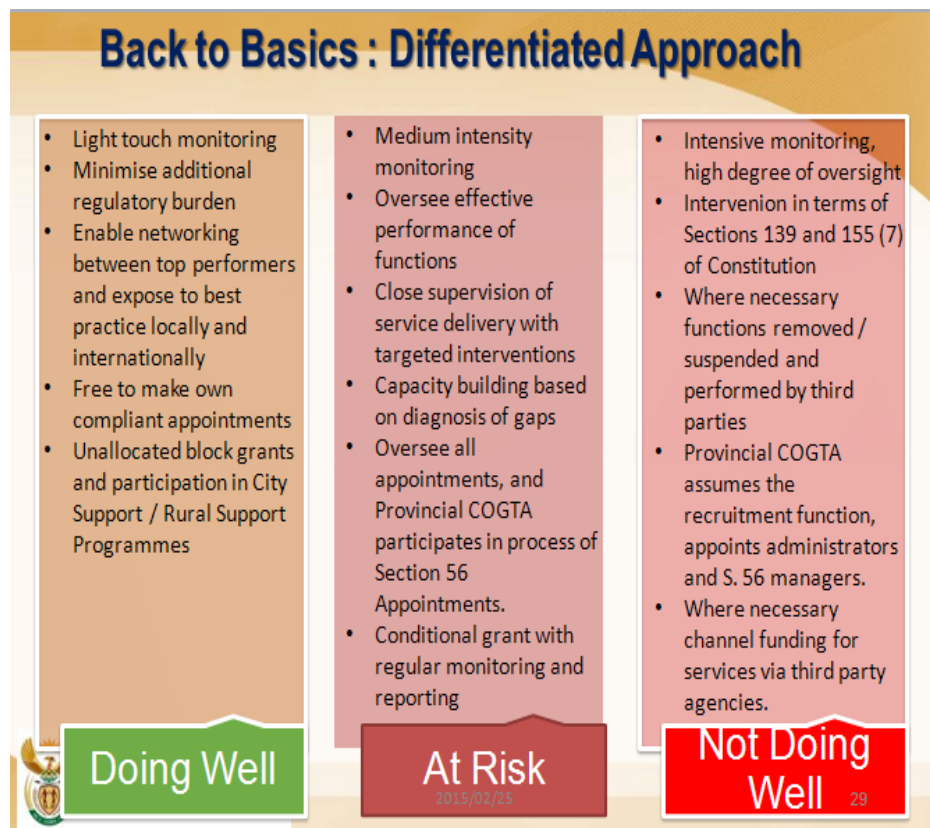 Back to Basics : Differentiated Approach
• Light touch monitoring
• Minimise additional
regulatory burden
• Enable networking
between top performers
and expose to best
practice locally and
internationally
• Free to make own
compliant appointments
• Unallocated block grants
and participation in City
Support / Rural Support
Programmes
Doing Well
• Medium intensity
monitoring
• Oversee effective
performance of
functions
• Close supervision of
service delivery with
targeted interventions
• Capacity building based
on diagnosis of gaps
• Oversee all
appointments, and
Provincial COGTA
participates in process of
Section 56
Appointments.
• Conditional grant with
regular monitoring and
reporting
At Risk
2015/02/25
• Intensive monitoring,
high degree of oversight
• Intervenion in terms of
Sections 139 and 155 (7)
of Constitution
• Where necessary
functions removed /
suspended and
performed by third
parties
• Provincial COGTA
assumes the
recruitment function,
appoints administrators
and S. 56 managers.
• Where necessary
channel funding for
services via third party
agencies.
Not Doing
Well
29